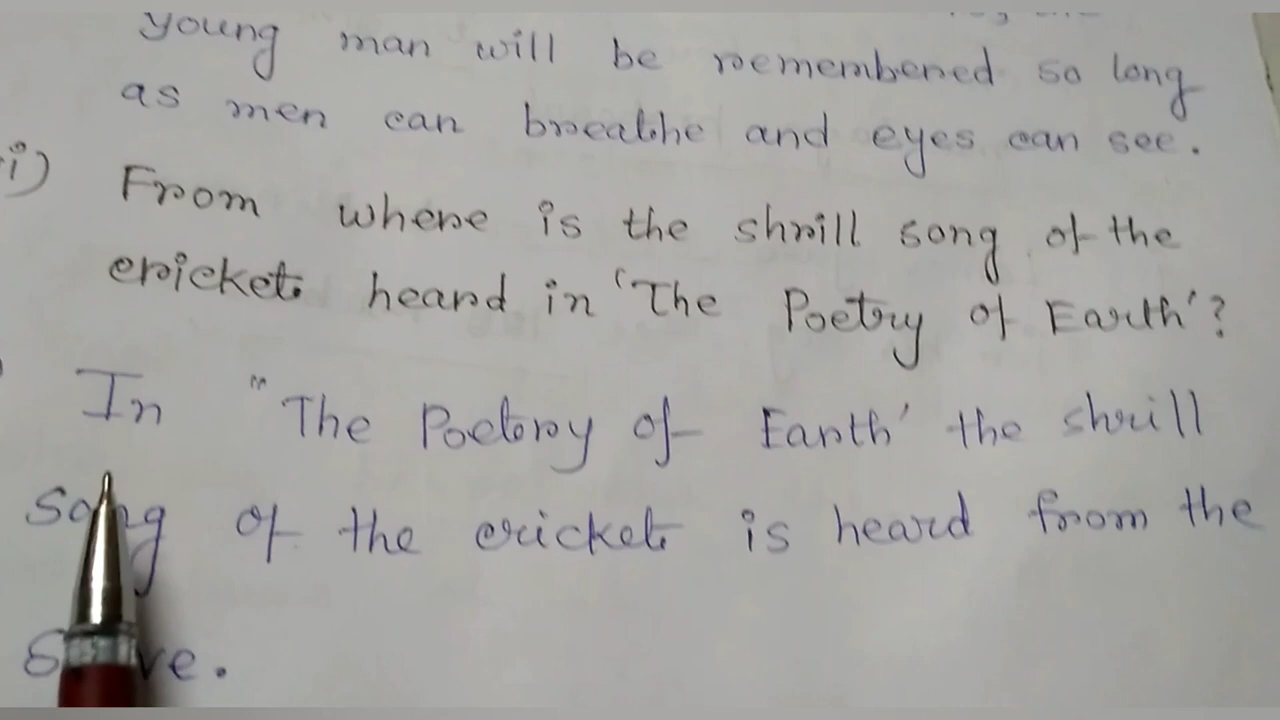 young man will be remembered so long
as men can breathe and eyes can see.
i) From where is the shrill song of the
cricket heard in 'The Poetry of Earth'?
In "The Poetry of Earth' the shrill
song of the cricket is heard from the